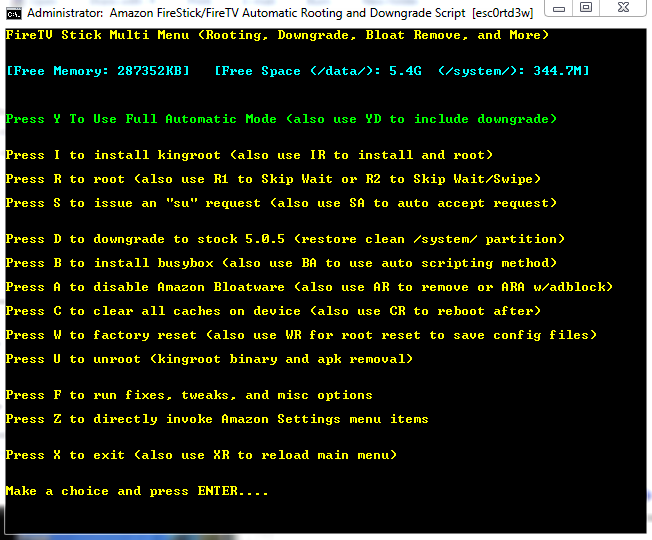 Administrator: Amazon FireStick/FireTV Automatic Rooting and Downgrade Script [esc0rtd3w]
FireTV Stick Multi Menu (Rooting, Downgrade, Bloat Remove, and More)
[Free Memory: 287352KB] [Free Space (/data/): 5.4G (/system/): 344.7M]
Press Y To Use Full Automatic Mode (also use YD to include downgrade)
Press I to install kingroot (also use IR to install and root)
Press R to root (also use R1 to Skip Wait or R2 to Skip Wait/Swipe)
Press S to issue an "su" request (also use SA to auto accept request)
Press D to downgrade to stock 5.0.5 (restore clean /system/ partition)
Press B to install busybox (also use BA to use auto scripting method)
Press A to disable Amazon Bloatware (also use AR to remove or ARA w/adblock)
Press C to clear all caches on device (also use CR to reboot after)
Press W to factory reset (also use WR for root reset to save config files)
Press U to unroot (kingroot binary and apk removal)
Press F to run fixes, tweaks, and misc options
Press Z to directly invoke Amazon Settings menu items
Press X to exit (also use XR to reload main menu)
Make a choice and press ENTER....